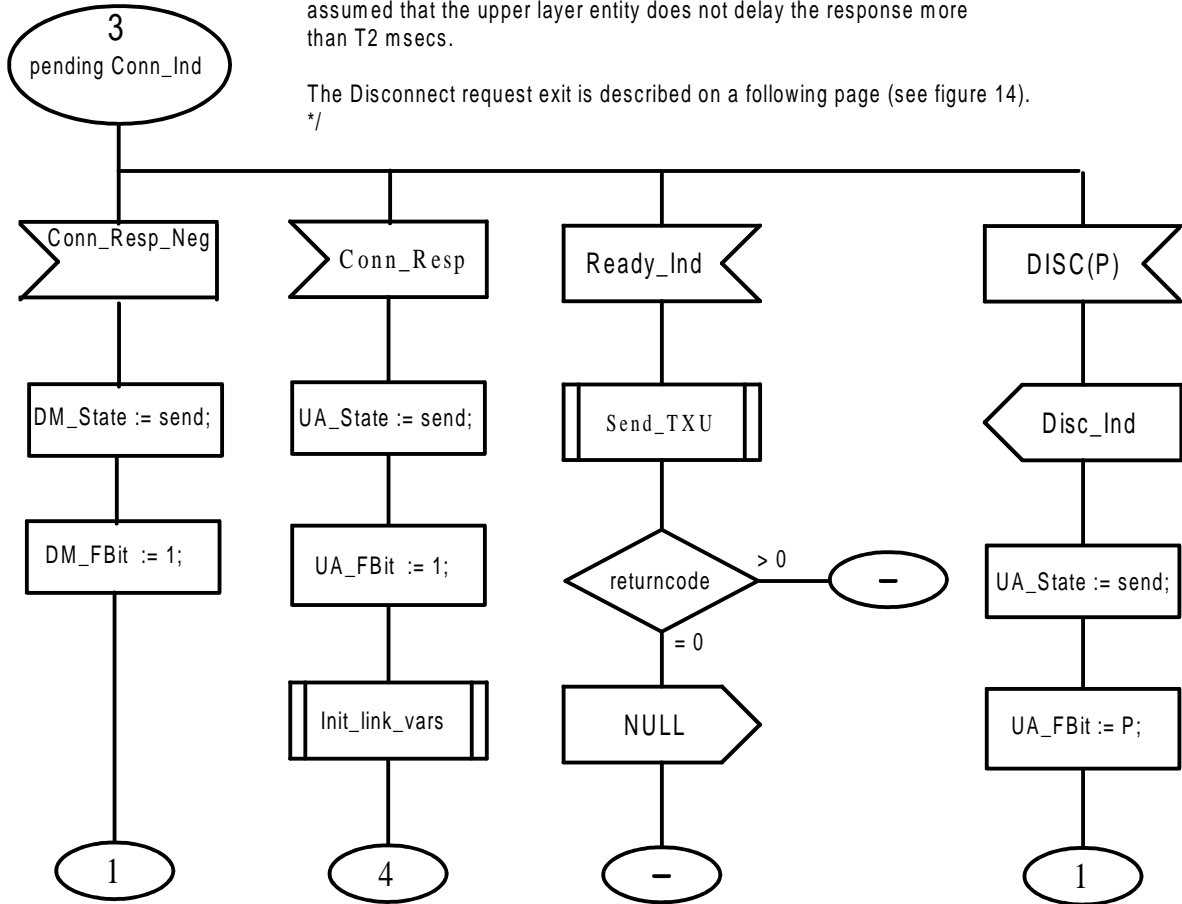 assumed that the upper layer entity does not delay the response more
than T2 msecs.
The Disconnect request exit is described on a following page (see figure 14).
*/
3
pending Conn_Ind
Conn_Resp_Neg
Conn_Resp
Ready_Ind
DISC(P)
DM_State := send;
UA_State := send;
Send_TXU
Disc_Ind
DM_FBit := 1;
UA_FBit := 1;
returncode
> 0
–
UA_State := send;
= 0
Init_link_vars
NULL
UA_FBit := P;
1
4
–
1